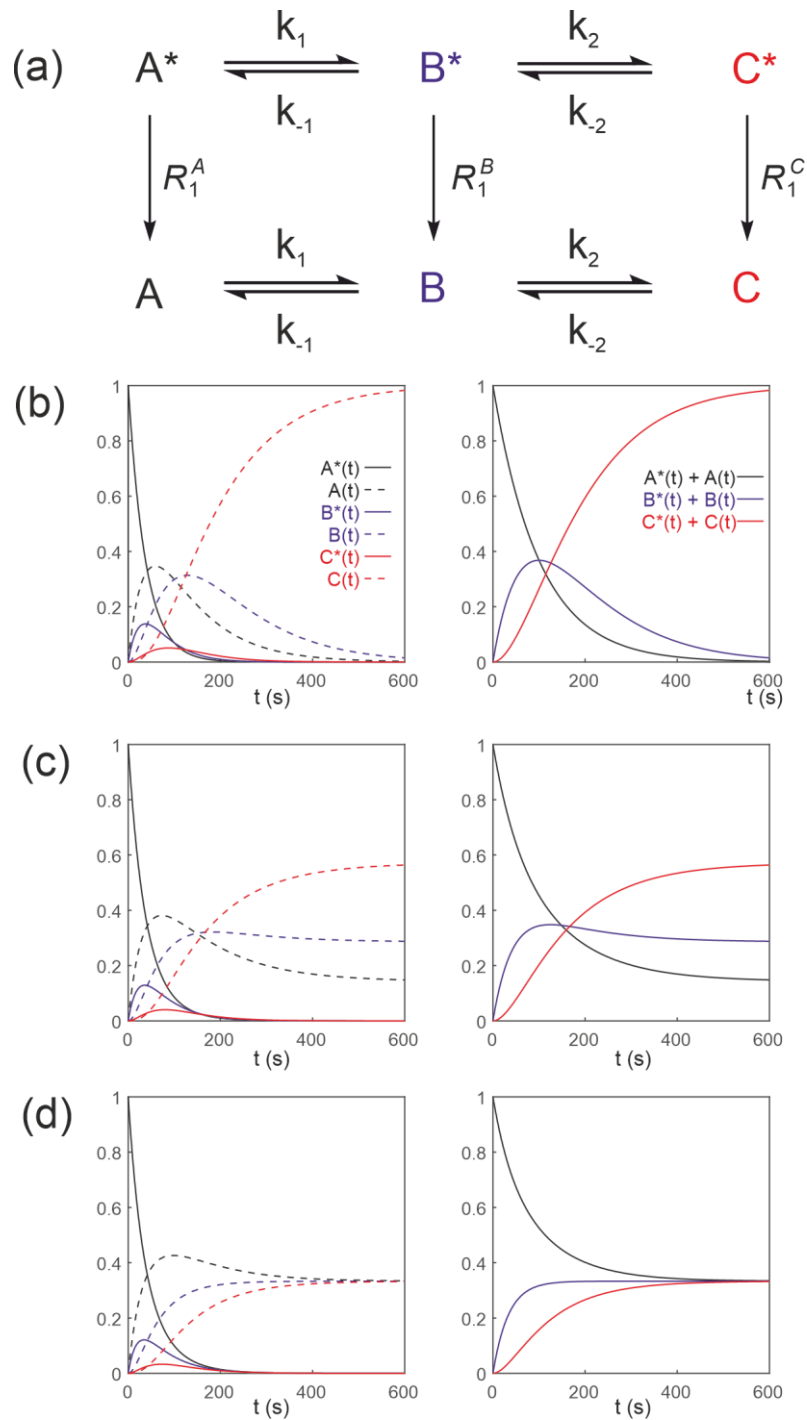 (a)
k₁ k₂
A* B* C*
k₋₁ k₋₂
R₁ᴬ R₁ᴮ R₁ᶜ
k₁ k₂
A B C
k₋₁ k₋₂
(b)
1
0.8
0.6
0.4
0.2
0
0 200 400 600
t (s)
A*(t)
A(t)
B*(t)
B(t)
C*(t)
C(t)
1
0.8
0.6
0.4
0.2
0
0 200 400 600
t (s)
A*(t) + A(t)
B*(t) + B(t)
C*(t) + C(t)
(c)
1
0.8
0.6
0.4
0.2
0
0 200 400 600
t (s)
1
0.8
0.6
0.4
0.2
0
0 200 400 600
t (s)
(d)
1
0.8
0.6
0.4
0.2
0
0 200 400 600
t (s)
1
0.8
0.6
0.4
0.2
0
0 200 400 600
t (s)